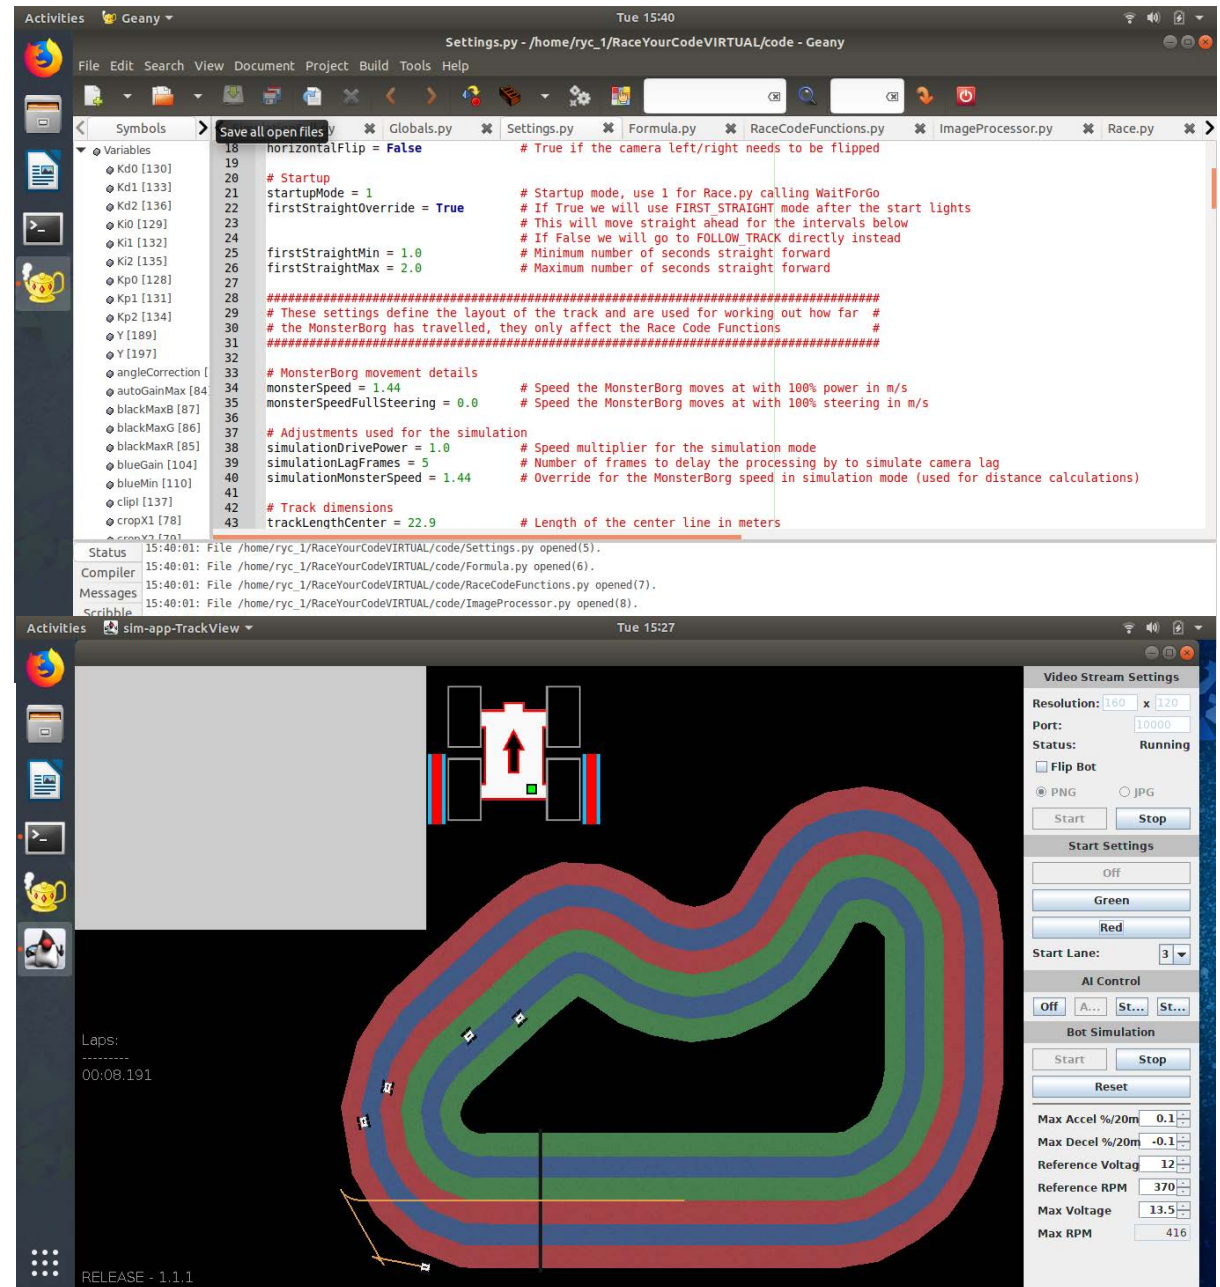 Activities Geany Tue 15:40
Settings.py - /home/ryc_1/RaceYourCodeVIRTUAL/code - Geany
File Edit Search View Document Project Build Tools Help
Symbols Save all open files y Globals.py Settings.py Formula.py RaceCodeFunctions.py ImageProcessor.py Race.py
Variables
Kd0 [130]
Kd1 [133]
Kd2 [136]
Ki0 [129]
Ki1 [132]
Ki2 [135]
Kp0 [128]
Kp1 [131]
Kp2 [134]
Y [189]
Y [197]
angleCorrection [
autoGainMax [84
blackMaxB [87]
blackMaxG [86]
blackMaxR [85]
blueGain [104]
blueMin [110]
clipI [137]
cropX1 [78]
cropX2 [79]
18 horizontalFlip = False # True if the camera left/right needs to be flipped
19
20 # Startup
21 startupMode = 1 # Startup mode, use 1 for Race.py calling WaitForGo
22 firstStraightOverride = True # If True we will use FIRST_STRAIGHT mode after the start lights
23 # This will move straight ahead for the intervals below
24 # If False we will go to FOLLOW_TRACK directly instead
25 firstStraightMin = 1.0 # Minimum number of seconds straight forward
26 firstStraightMax = 2.0 # Maximum number of seconds straight forward
27
28 ######################################################################################
29 # These settings define the layout of the track and are used for working out how far #
30 # the MonsterBorg has travelled, they only affect the Race Code Functions #
31 ######################################################################################
32
33 # MonsterBorg movement details
34 monsterSpeed = 1.44 # Speed the MonsterBorg moves at with 100% power in m/s
35 monsterSpeedFullSteering = 0.0 # Speed the MonsterBorg moves at with 100% steering in m/s
36
37 # Adjustments used for the simulation
38 simulationDrivePower = 1.0 # Speed multiplier for the simulation mode
39 simulationLagFrames = 5 # Number of frames to delay the processing by to simulate camera lag
40 simulationMonsterSpeed = 1.44 # Override for the MonsterBorg speed in simulation mode (used for distance calculations)
41
42 # Track dimensions
43 trackLengthCenter = 22.9 # Length of the center line in meters
Status
Compiler
Messages
Scribble
15:40:01: File /home/ryc_1/RaceYourCodeVIRTUAL/code/Settings.py opened(5).
15:40:01: File /home/ryc_1/RaceYourCodeVIRTUAL/code/Formula.py opened(6).
15:40:01: File /home/ryc_1/RaceYourCodeVIRTUAL/code/RaceCodeFunctions.py opened(7).
15:40:01: File /home/ryc_1/RaceYourCodeVIRTUAL/code/ImageProcessor.py opened(8).
Activities sim-app-TrackView Tue 15:27
Laps:
---------
00:08.191
RELEASE - 1.1.1
Video Stream Settings
Resolution: 160 x 120
Port: 10000
Status: Running
Flip Bot
PNG JPG
Start Stop
Start Settings
Off
Green
Red
Start Lane: 3
AI Control
Off A... St... St...
Bot Simulation
Start Stop
Reset
Max Accel %/20m 0.1
Max Decel %/20m -0.1
Reference Voltag 12
Reference RPM 370
Max Voltage 13.5
Max RPM 416